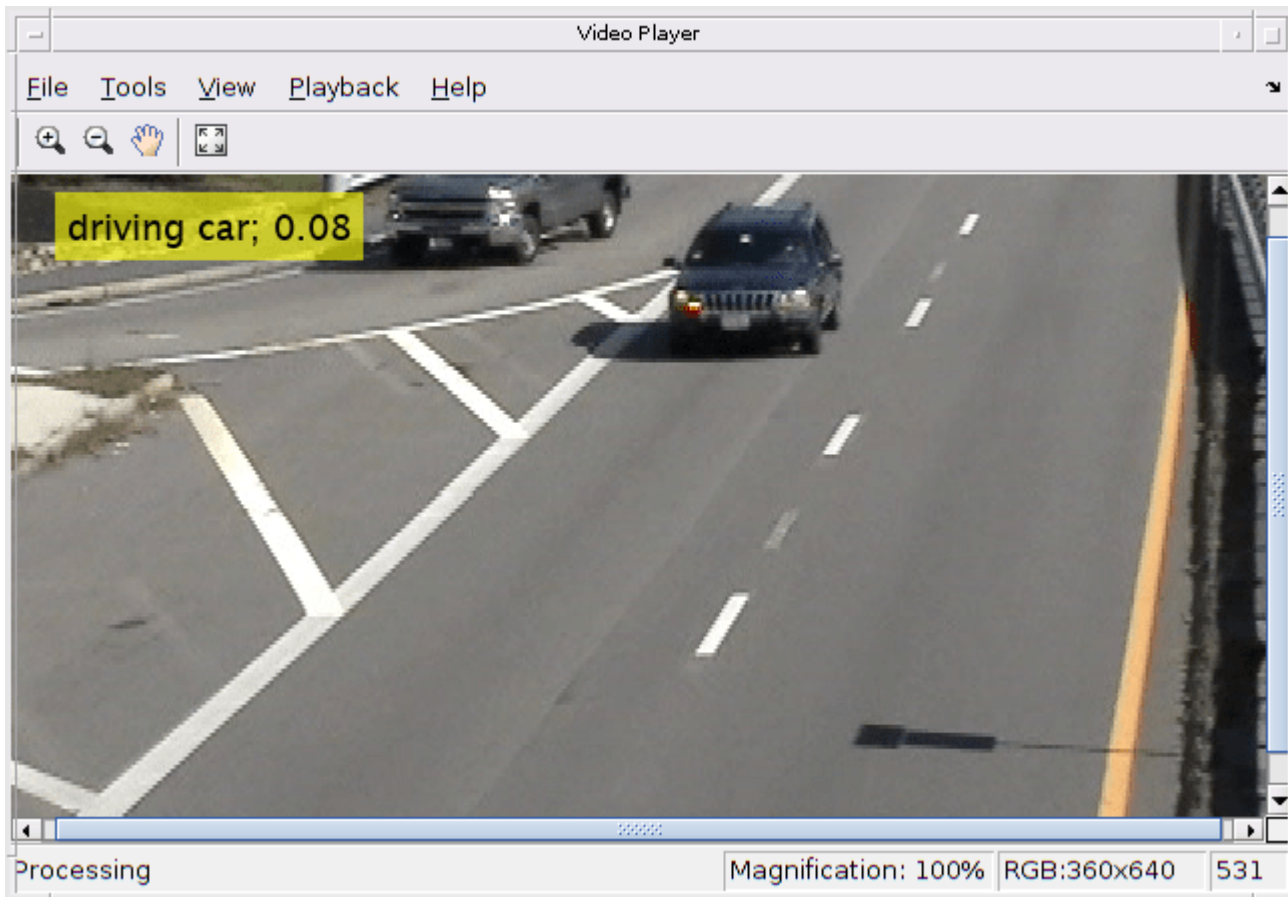 Video Player
File Tools View Playback Help
driving car; 0.08
Processing
Magnification: 100%
RGB:360x640
531